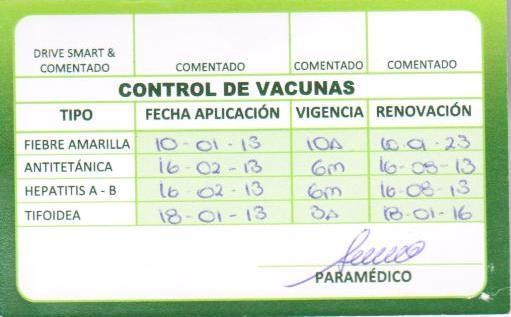 DRIVE SMART & COMENTADO COMENTADO COMENTADO COMENTADO
CONTROL DE VACUNAS
TIPO FECHA APLICACIÓN VIGENCIA RENOVACIÓN
FIEBRE AMARILLA 10-01-13 10A 10-01-23
ANTITETÁNICA 16-02-13 6m 16-08-13
HEPATITIS A - B 16-02-13 6m 16-08-13
TIFOIDEA 18-01-13 3A 18-01-16
PARAMÉDICO